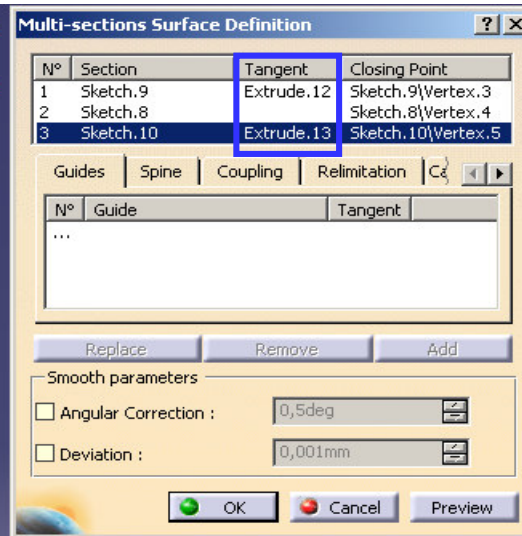 Multi-sections Surface Definition ? X
N° Section Tangent Closing Point
1 Sketch.9 Extrude.12 Sketch.9\Vertex.3
2 Sketch.8 Sketch.8\Vertex.4
3 Sketch.10 Extrude.13 Sketch.10\Vertex.5
Guides Spine Coupling Relimitation
N° Guide Tangent
...
Replace Remove Add
Smooth parameters
Angular Correction : 0,5deg
Deviation : 0,001mm
OK Cancel Preview